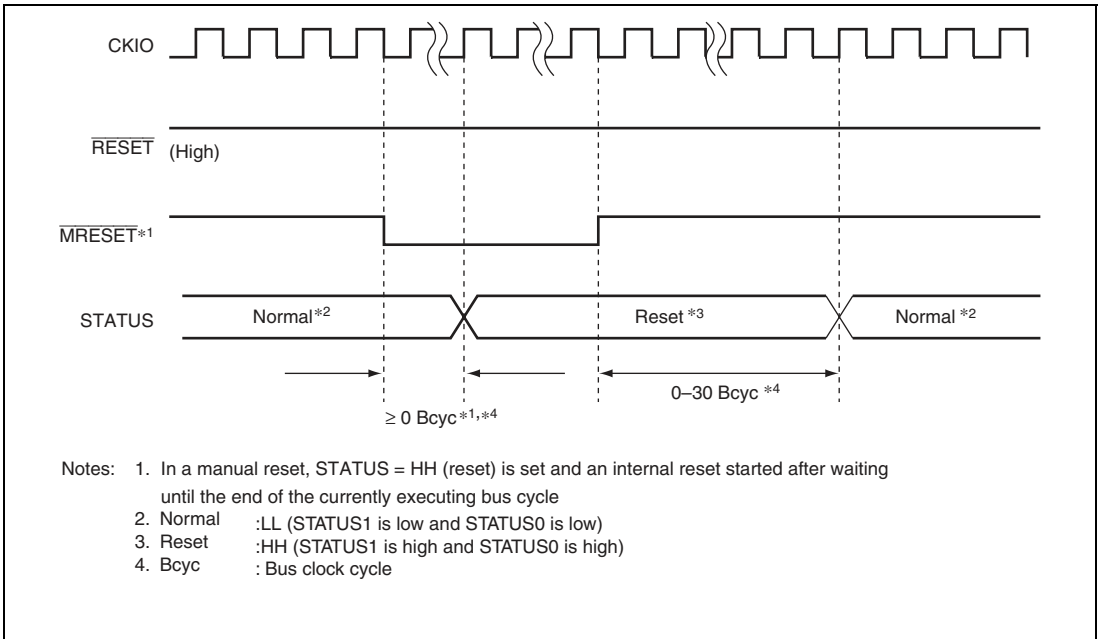 CKIO
RESET (High)
MRESET*1
STATUS Normal*2 Reset *3 Normal *2
0–30 Bcyc *4
≥ 0 Bcyc*1,*4
Notes: 1. In a manual reset, STATUS = HH (reset) is set and an internal reset started after waiting
until the end of the currently executing bus cycle
2. Normal :LL (STATUS1 is low and STATUS0 is low)
3. Reset :HH (STATUS1 is high and STATUS0 is high)
4. Bcyc : Bus clock cycle